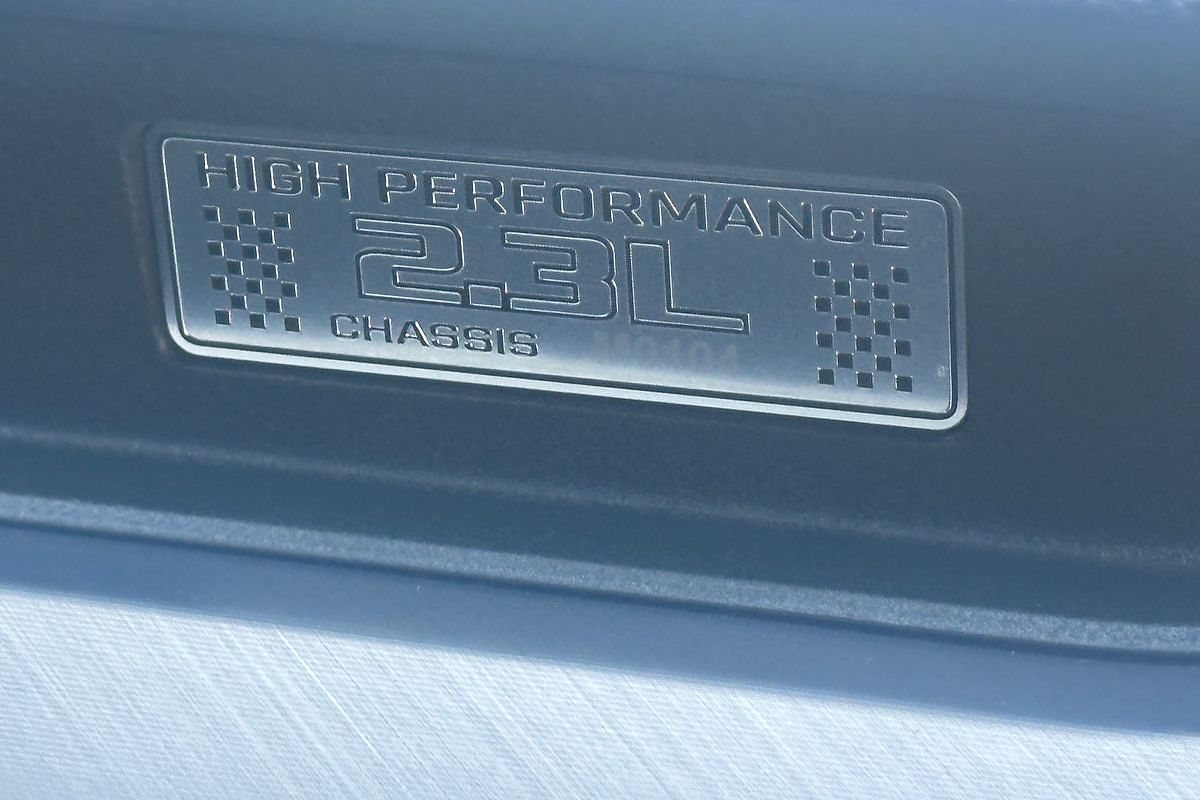 HIGH PERFORMANCE
2.3L
CHASSIS